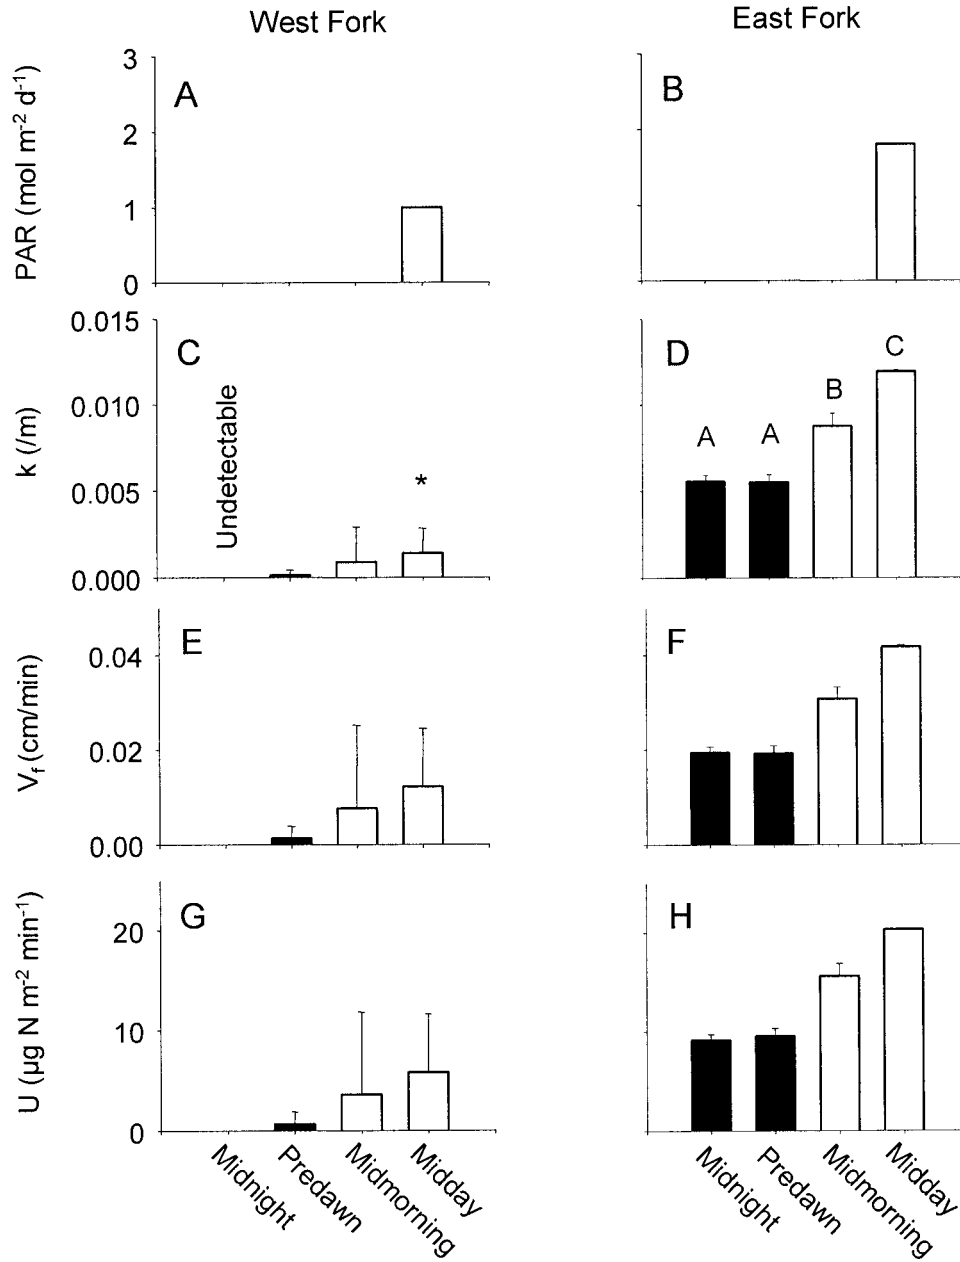 West Fork
East Fork
PAR (mol m⁻² d⁻¹)
3
2
1
0
A
B
k (/m)
0.015
0.010
0.005
0.000
C
Undetectable
*
D
A
A
B
C
Vf (cm/min)
0.04
0.02
0.00
E
F
U (µg N m⁻² min⁻¹)
20
10
0
G
H
Midnight
Predawn
Midmorning
Midday
Midnight
Predawn
Midmorning
Midday